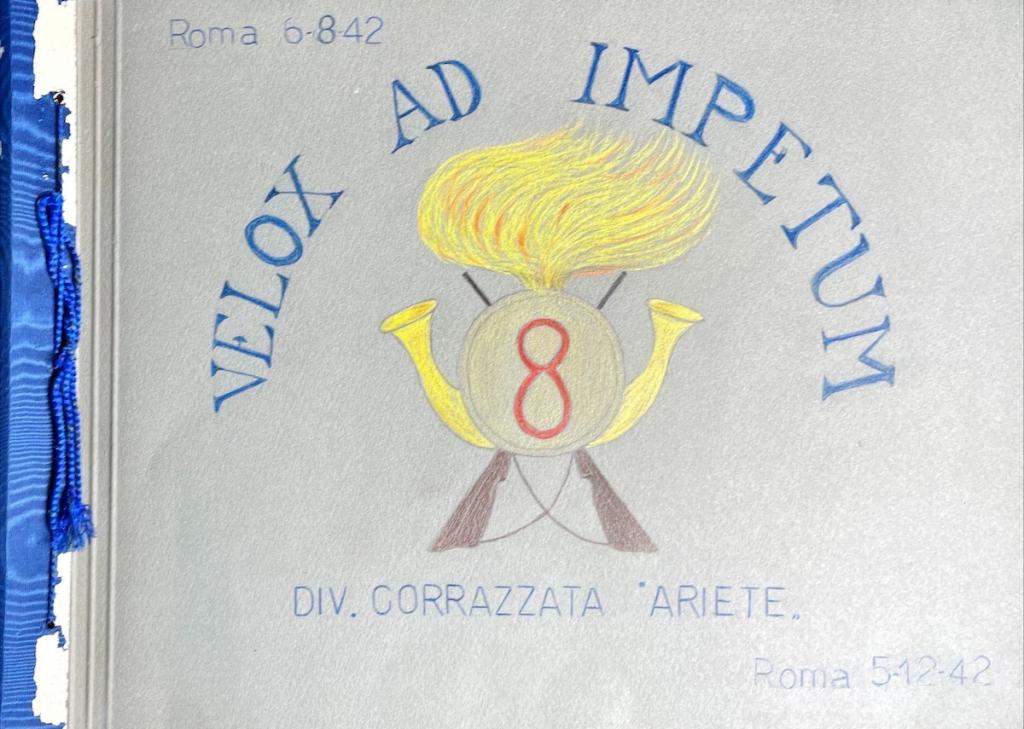 Roma 6-8-42
VELOX AD IMPETUM
8
DIV. CORRAZZATA "ARIETE„
Roma 5-12-42